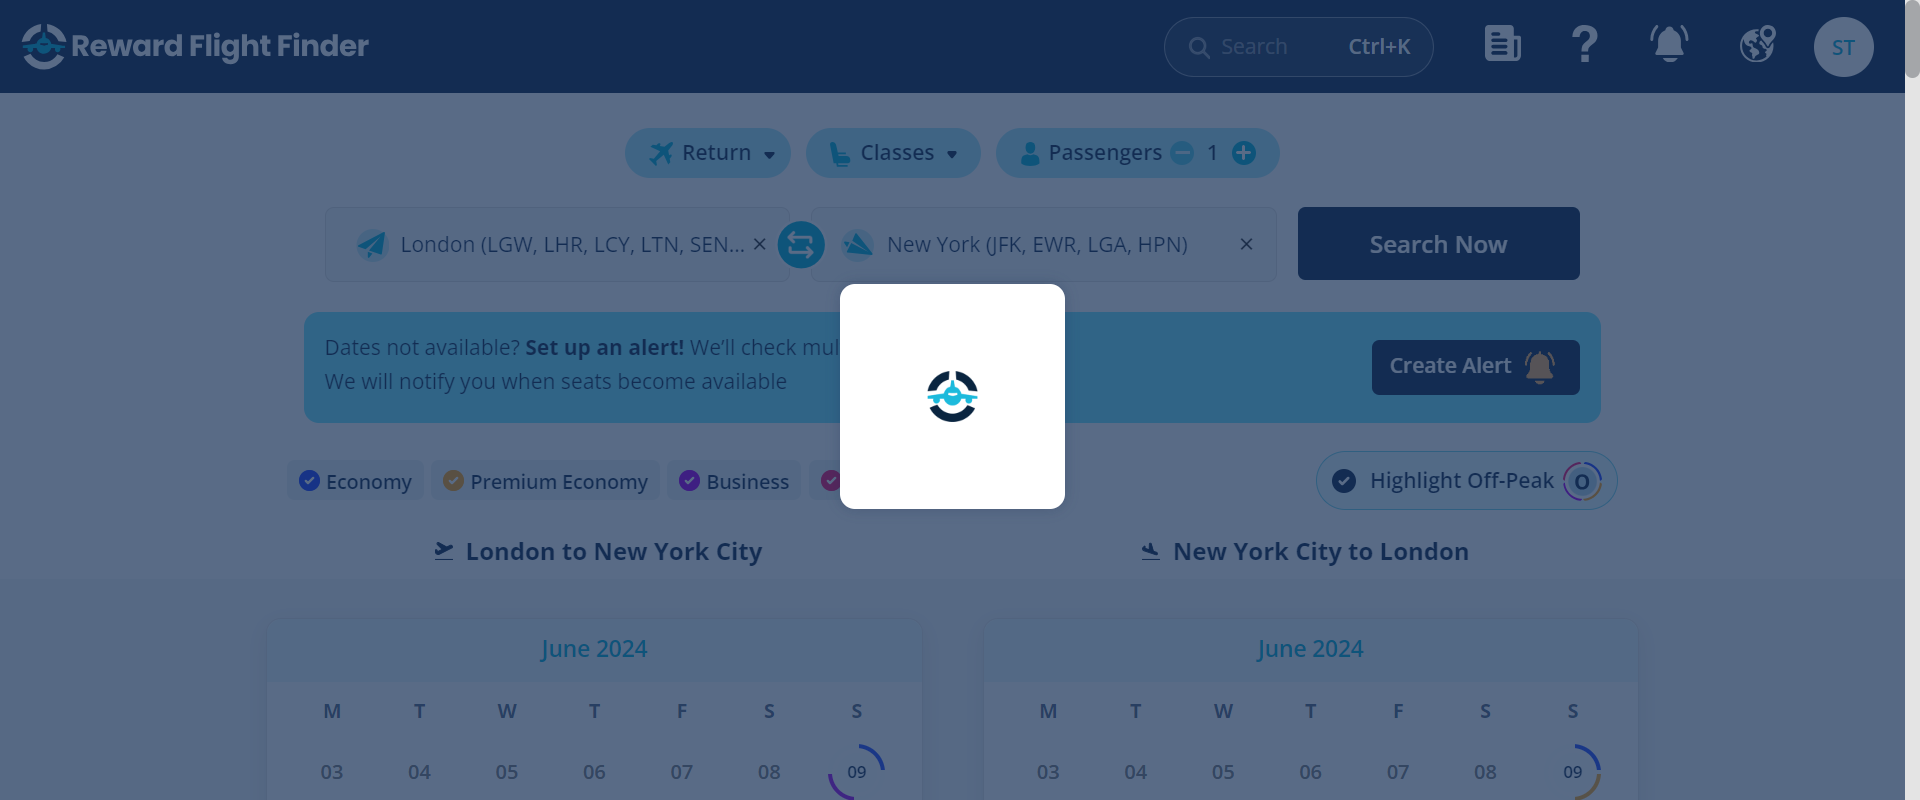 Reward Flight Finder
Search Ctrl+K
ST
Return
Classes
Passengers 1
London (LGW, LHR, LCY, LTN, SEN...
New York (JFK, EWR, LGA, HPN)
Search Now
Dates not available? Set up an alert! We'll check mul
We will notify you when seats become available
Create Alert
Economy
Premium Economy
Business
Highlight Off-Peak O
London to New York City
New York City to London
June 2024
M T W T F S S
03 04 05 06 07 08 09
June 2024
M T W T F S S
03 04 05 06 07 08 09